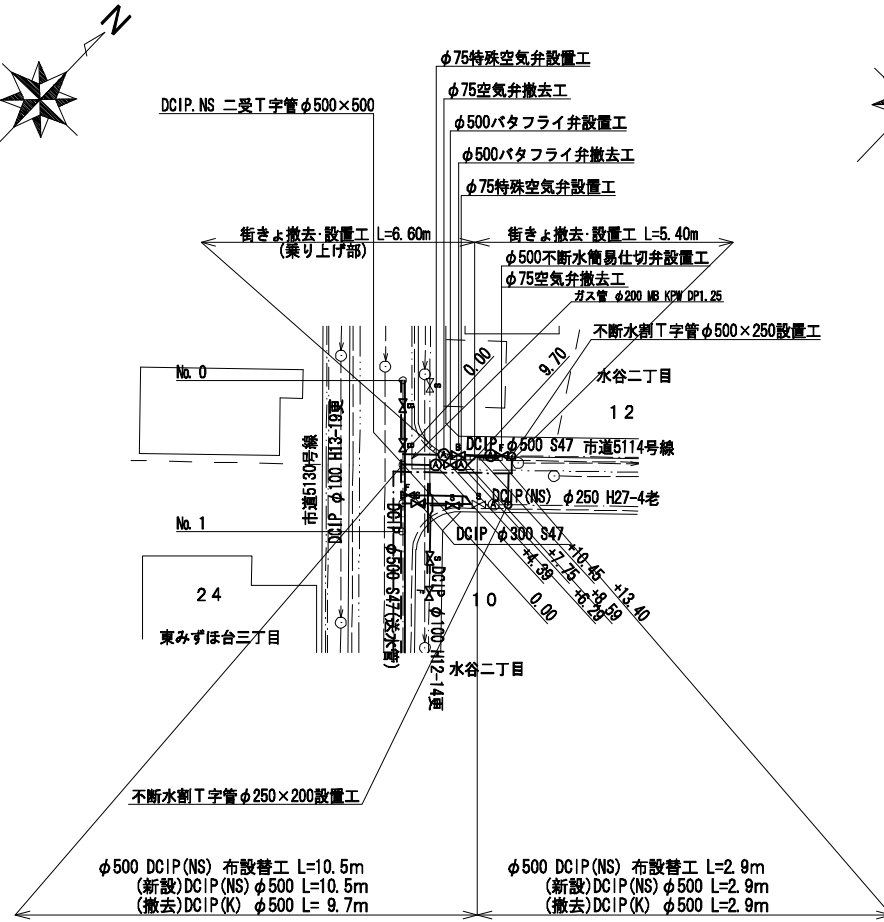 N
φ75特殊空気弁設置工
φ75空気弁撤去工
DCIP.NS 二受T字管φ500×500
φ500バタフライ弁設置工
φ500バタフライ弁撤去工
φ75特殊空気弁設置工
街きょ撤去・設置工 L=6.60m
(乗り上げ部)
街きょ撤去・設置工 L=5.40m
φ500不断水簡易仕切弁設置工
φ75空気弁撤去工
ガス管 φ200 MB KPW DP1.25
不断水割T字管φ500×250設置工
0.00
9.70
No.0
水谷二丁目
12
DCIP φ500 S47
市道5114号線
市道5130号線
DCIP φ100 H13-19更
DCIP(NS) φ250 H27-4老
No.1
DCIP φ300 S47
DCIP φ500 S47(送水管)
DCIP φ100 H12-14更
+10.45
+7.75
+13.40
+4.39
+8.59
+6.29
0.00
24
10
東みずほ台三丁目
水谷二丁目
不断水割T字管φ250×200設置工
φ500 DCIP(NS) 布設替工 L=10.5m
(新設)DCIP(NS)φ500 L=10.5m
(撤去)DCIP(K) φ500 L= 9.7m
φ500 DCIP(NS) 布設替工 L=2.9m
(新設)DCIP(NS)φ500 L=2.9m
(撤去)DCIP(K) φ500 L=2.9m